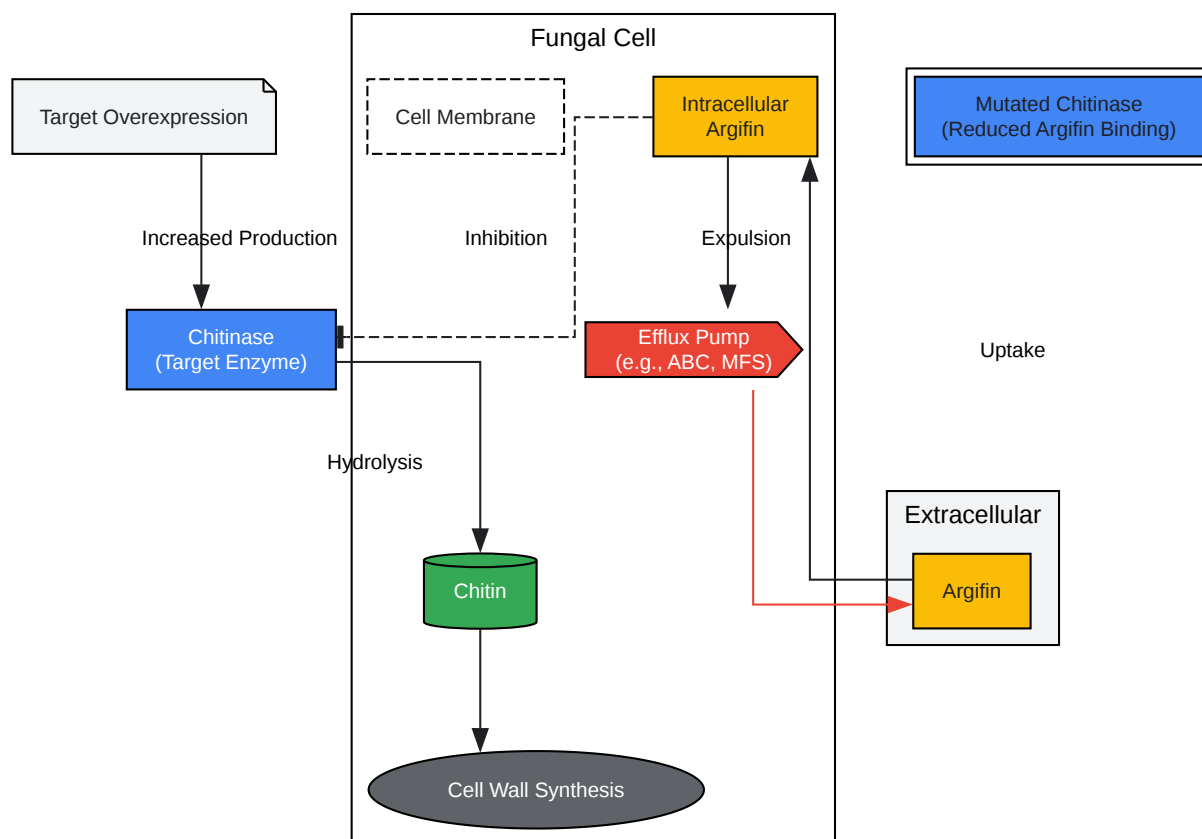 Fungal Cell
Target Overexpression
Cell Membrane
Intracellular
Argifin
Mutated Chitinase
(Reduced Argifin Binding)
Increased Production
Inhibition
Expulsion
Chitinase
(Target Enzyme)
Efflux Pump
(e.g., ABC, MFS)
Uptake
Hydrolysis
Extracellular
Chitin
Argifin
Cell Wall Synthesis